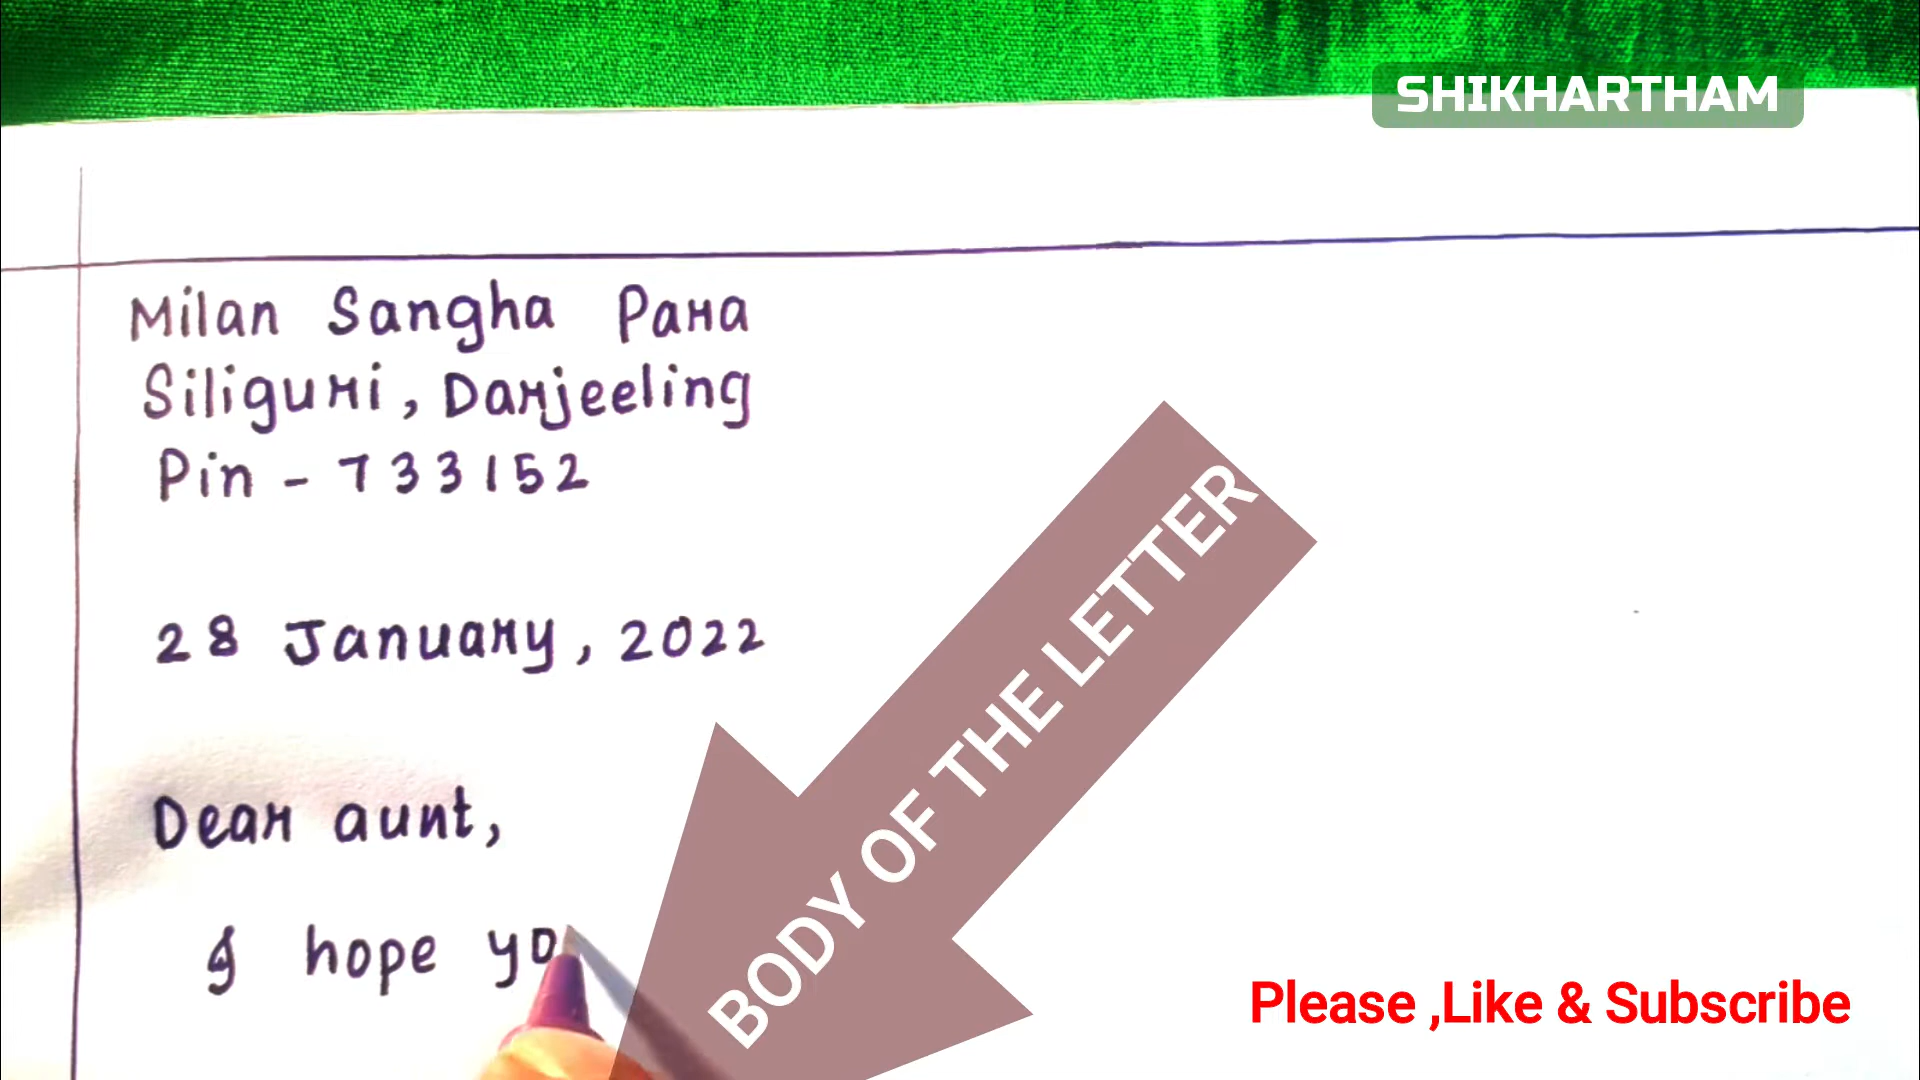 SHIKHARTHAM
Milan Sangha Para
Siliguri, Darjeeling
Pin - 733152
28 January, 2022
Dear aunt,
I hope yo
BODY OF THE LETTER
Please ,Like & Subscribe